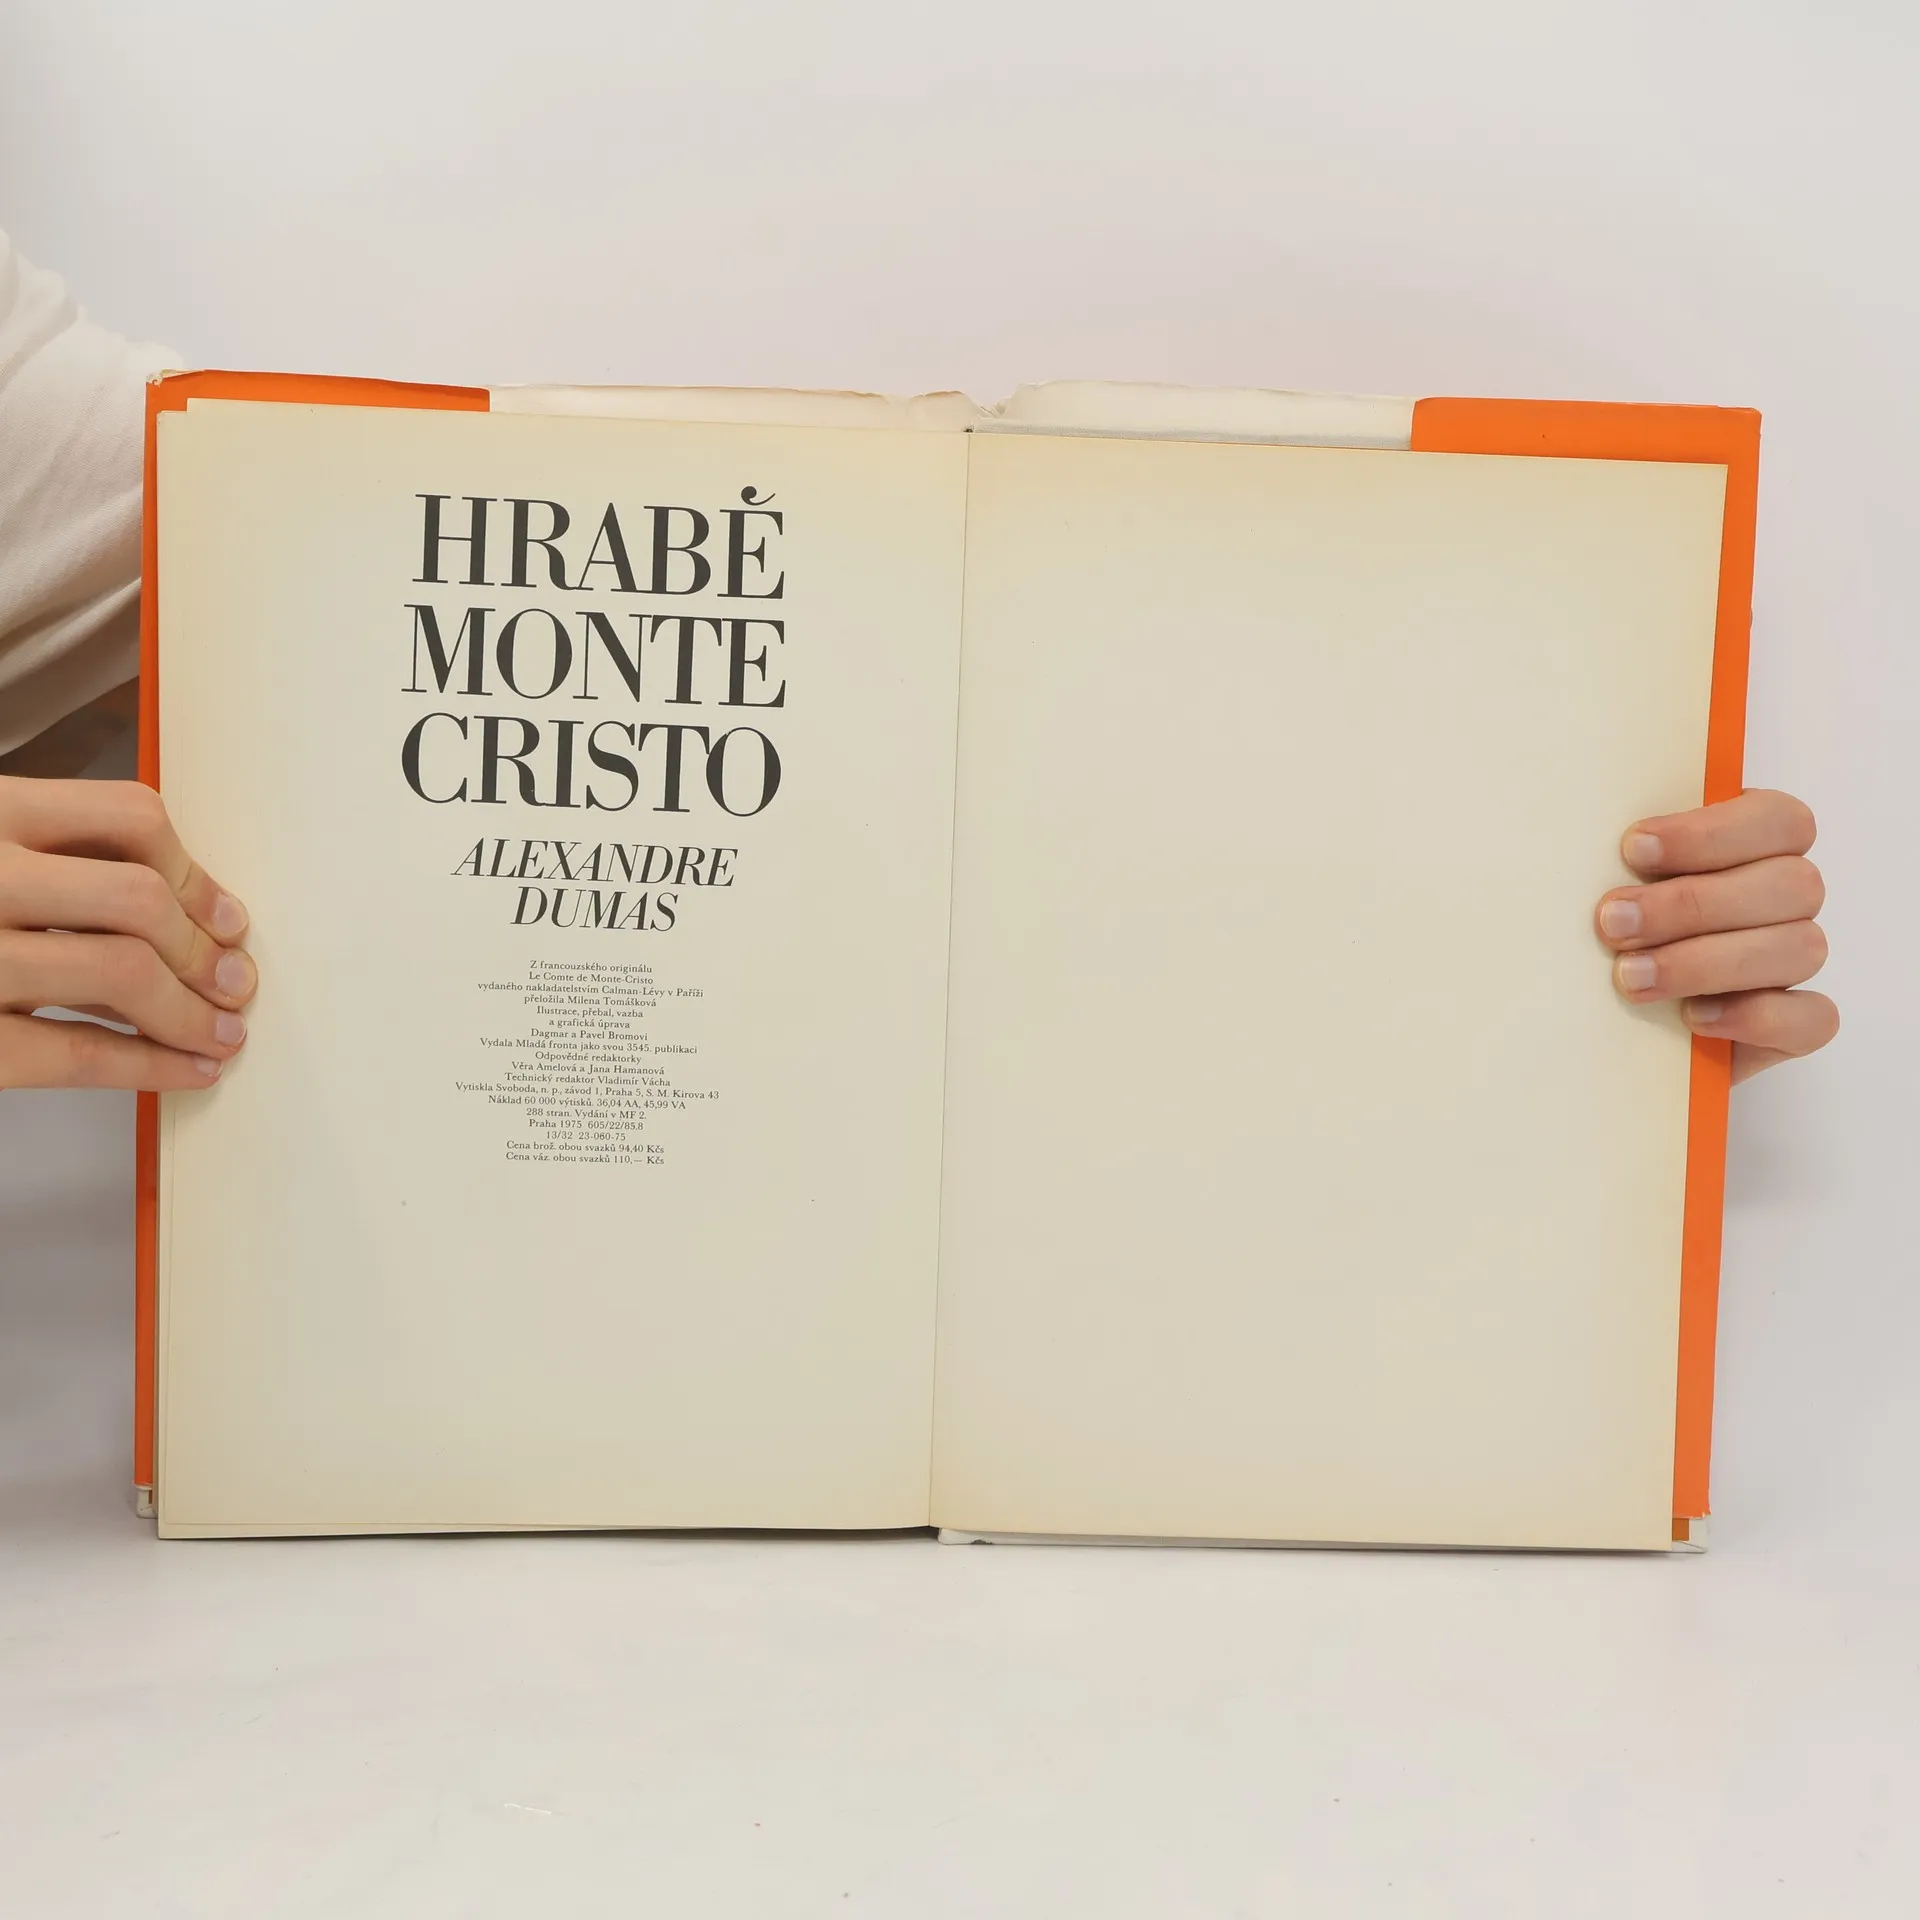 HRABĚ
MONTE
CRISTO
ALEXANDRE
DUMAS
Z francouzského originálu
Le Comte de Monte-Cristo
vydaného nakladatelstvím Calman-Lévy v Paříži
přeložila Milena Tomášková
Ilustrace, přebal, vazba
a grafická úprava
Dagmar a Pavel Bromovi
Vydala Mladá fronta jako svou 3545. publikaci
Odpovědné redaktorky
Věra Amelová a Jana Hamanová
Technický redaktor Vladimír Vácha
Vytiskla Svoboda, n. p., závod 1, Praha 5, S. M. Kirova 43
Náklad 60 000 výtisků. 36,04 AA, 45,99 VA
288 stran. Vydání v MF 2.
Praha 1975 605/22/85.8
13/32 23-060-75
Cena brož. obou svazků 94,40 Kčs
Cena váz. obou svazků 110,— Kčs